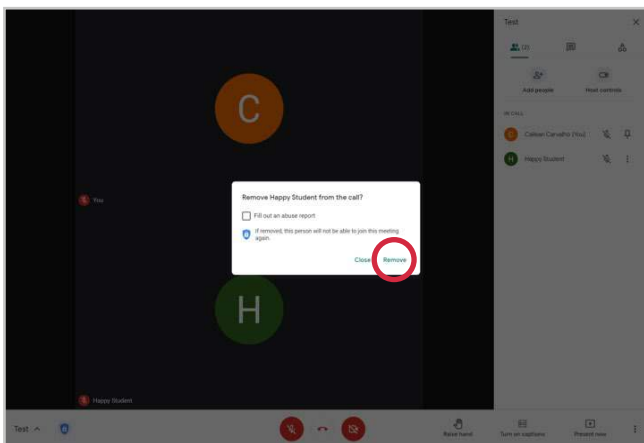 Test
(2)
Add people
Host controls
IN CALL
C
Colleen Carvalho (You)
H
Happy Student
C
You
Remove Happy Student from the call?
Fill out an abuse report
If removed, this person will not be able to join this meeting
again.
Close
Remove
H
Happy Student
Test
Raise hand
Turn on captions
Present now